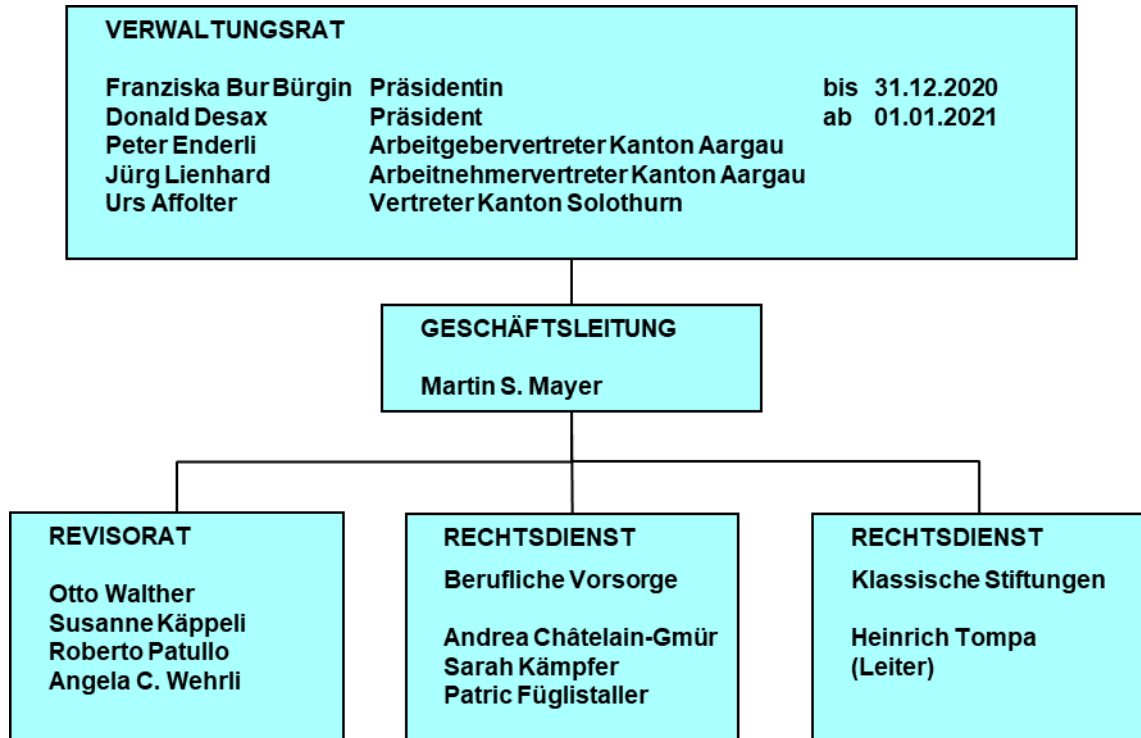 VERWALTUNGSRAT
Franziska Bur Bürgin Präsidentin bis 31.12.2020
Donald Desax Präsident ab 01.01.2021
Peter Enderli Arbeitgebervertreter Kanton Aargau
Jürg Lienhard Arbeitnehmervertreter Kanton Aargau
Urs Affolter Vertreter Kanton Solothurn
GESCHÄFTSLEITUNG
Martin S. Mayer
REVISORAT
Otto Walther
Susanne Käppeli
Roberto Patullo
Angela C. Wehrli
RECHTSDIENST
Berufliche Vorsorge
Andrea Châtelain-Gmür
Sarah Kämpfer
Patric Füglistaller
RECHTSDIENST
Klassische Stiftungen
Heinrich Tompa
(Leiter)